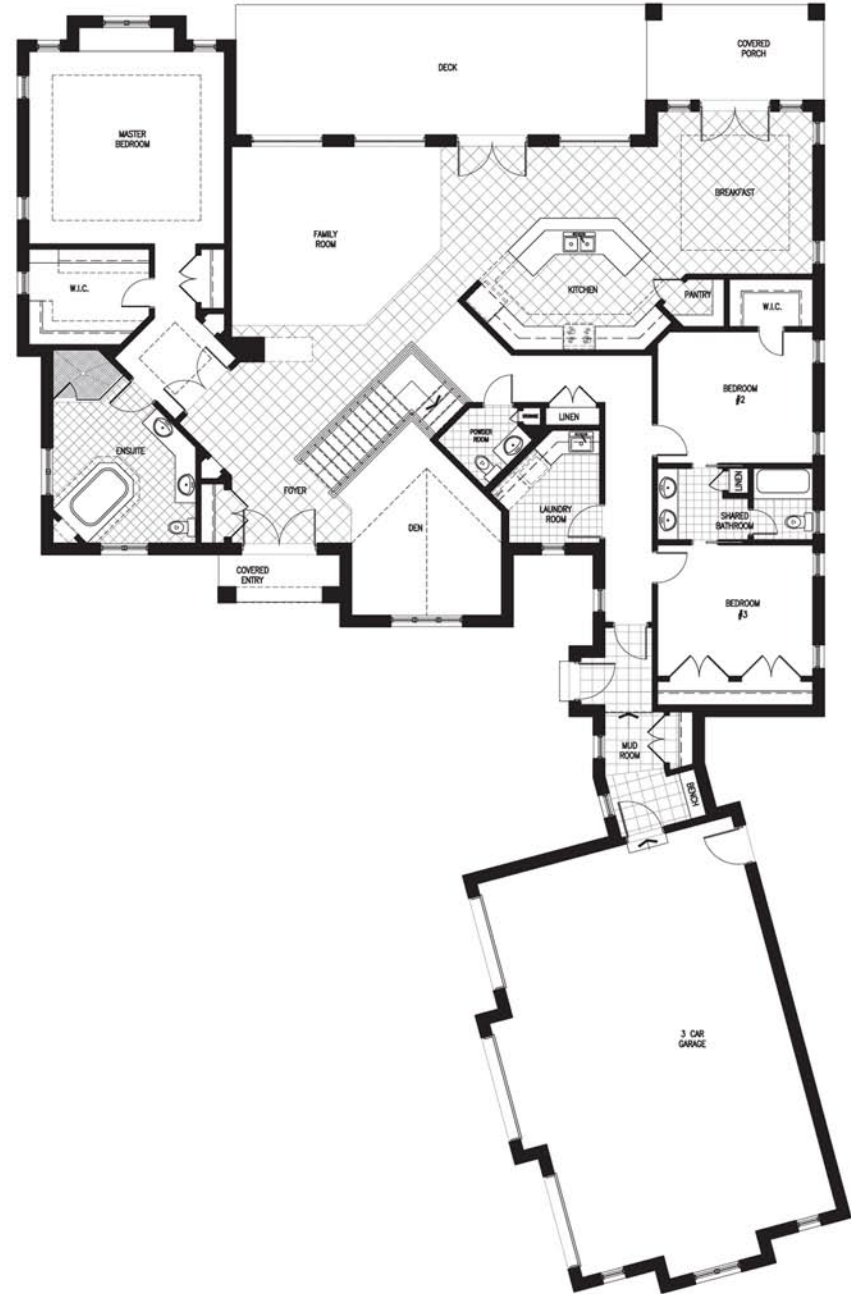 COVERED
PORCH
DECK
MASTER
BEDROOM
BREAKFAST
FAMILY
ROOM
W.I.C.
KITCHEN
PANTRY
W.I.C.
BEDROOM
#2
LINEN
POWDER
ROOM
ENSUITE
LINEN
FOYER
LAUNDRY
ROOM
SHARED
BATHROOM
DEN
COVERED
ENTRY
BEDROOM
#3
MUD
ROOM
BENCH
3 CAR
GARAGE